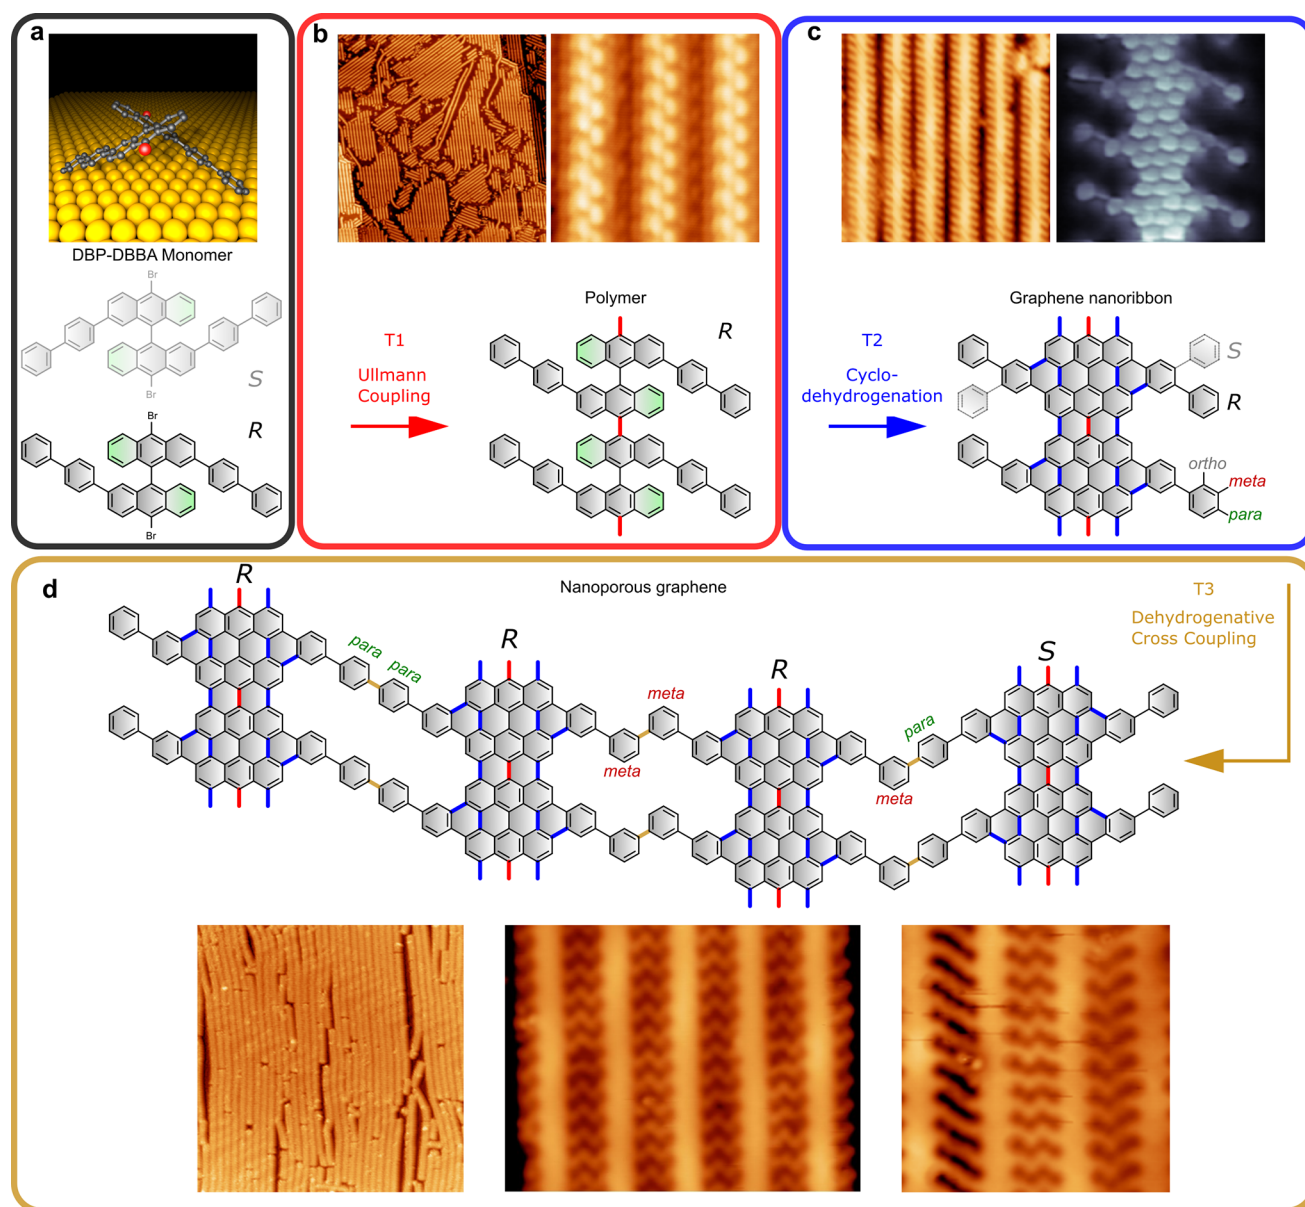 a
DBP-DBBA Monomer
Br
S
Br
Br
R
Br
b
T1
Ullmann
Coupling
Polymer
R
c
T2
Cyclo-
dehydrogenation
Graphene nanoribbon
S
R
ortho
meta
para
d
Nanoporous graphene
T3
Dehydrogenative
Cross Coupling
R
R
R
S
para
para
meta
meta
para
meta